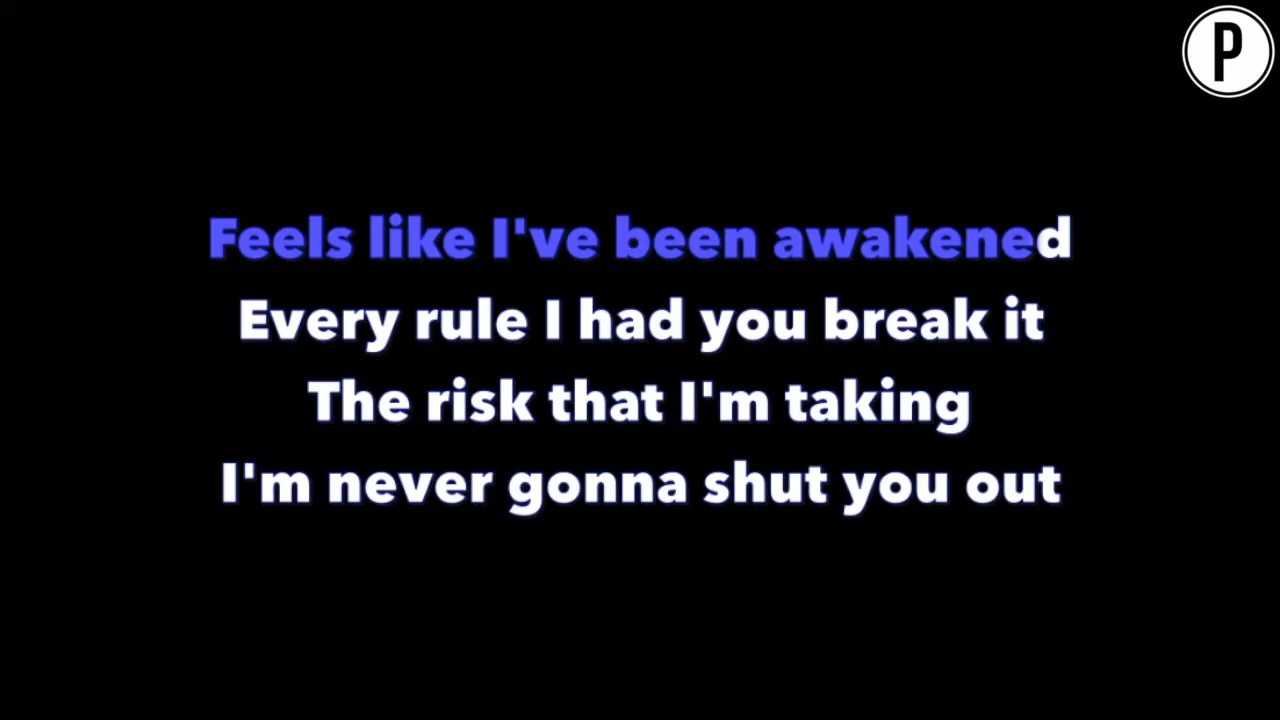 P
Feels like I've been awakened
Every rule I had you break it
The risk that I'm taking
I'm never gonna shut you out